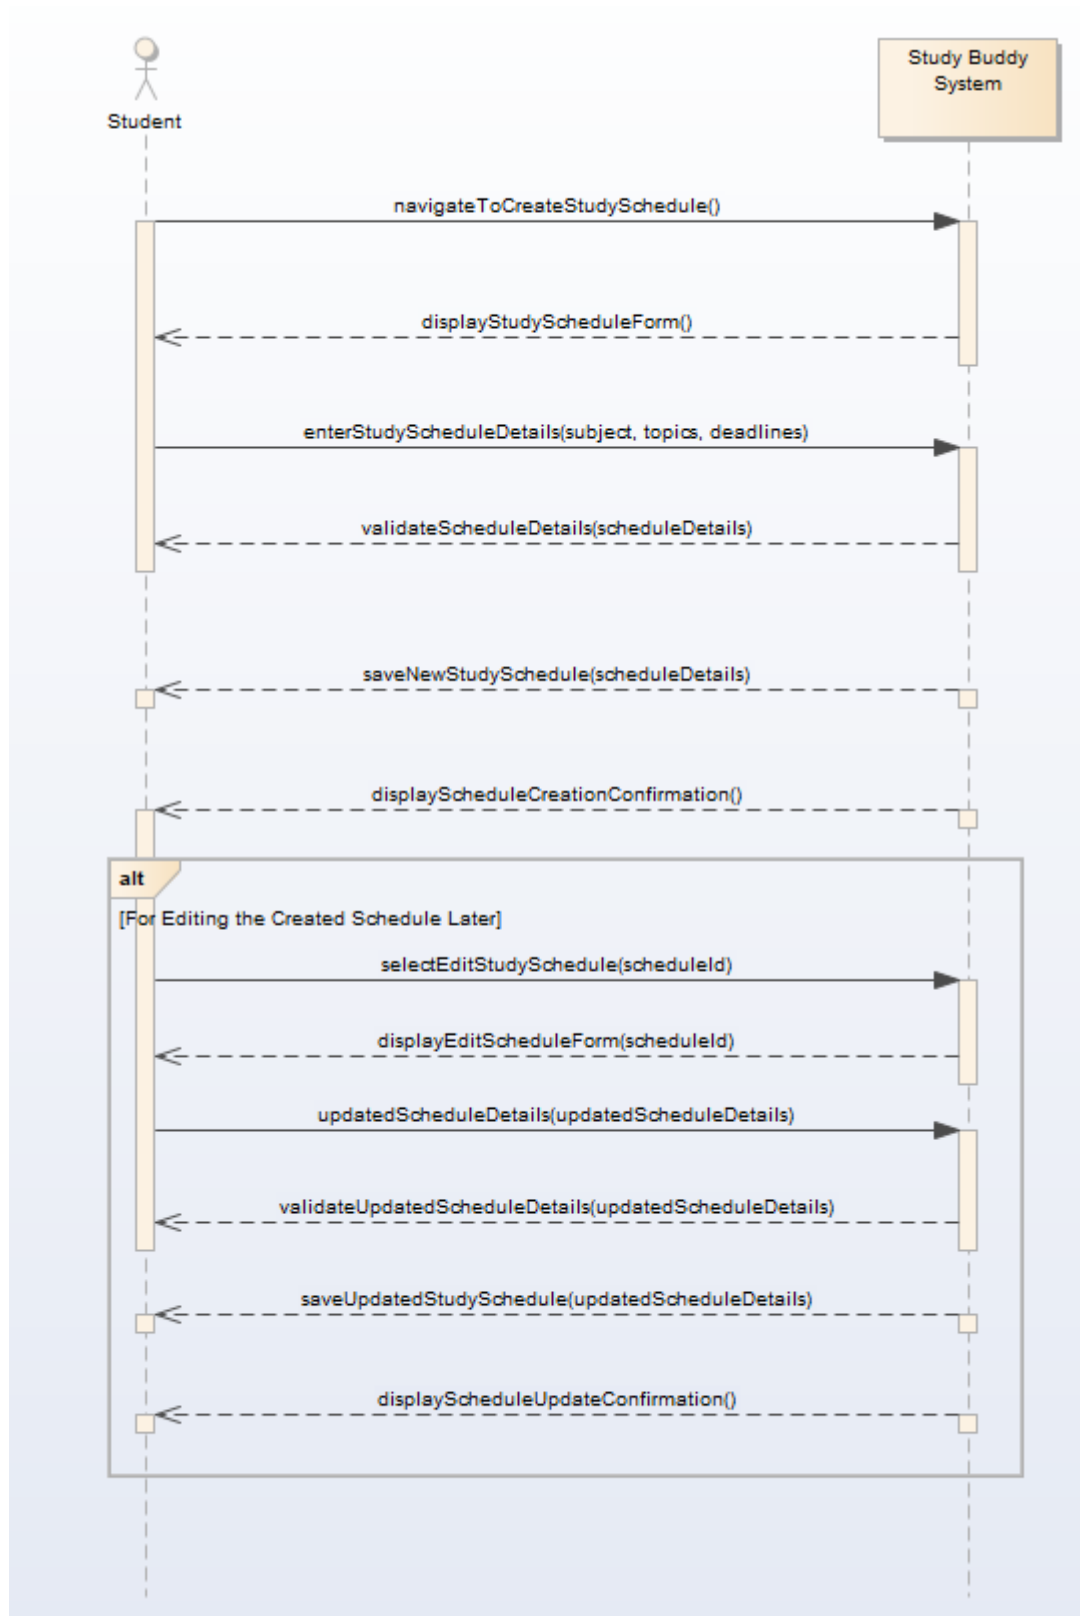 Student
Study Buddy
System
navigateToCreateStudySchedule()
displayStudyScheduleForm()
enterStudyScheduleDetails(subject, topics, deadlines)
validateScheduleDetails(scheduleDetails)
saveNewStudySchedule(scheduleDetails)
displayScheduleCreationConfirmation()
alt
[For Editing the Created Schedule Later]
selectEditStudySchedule(scheduleId)
displayEditScheduleForm(scheduleId)
updatedScheduleDetails(updatedScheduleDetails)
validateUpdatedScheduleDetails(updatedScheduleDetails)
saveUpdatedStudySchedule(updatedScheduleDetails)
displayScheduleUpdateConfirmation()